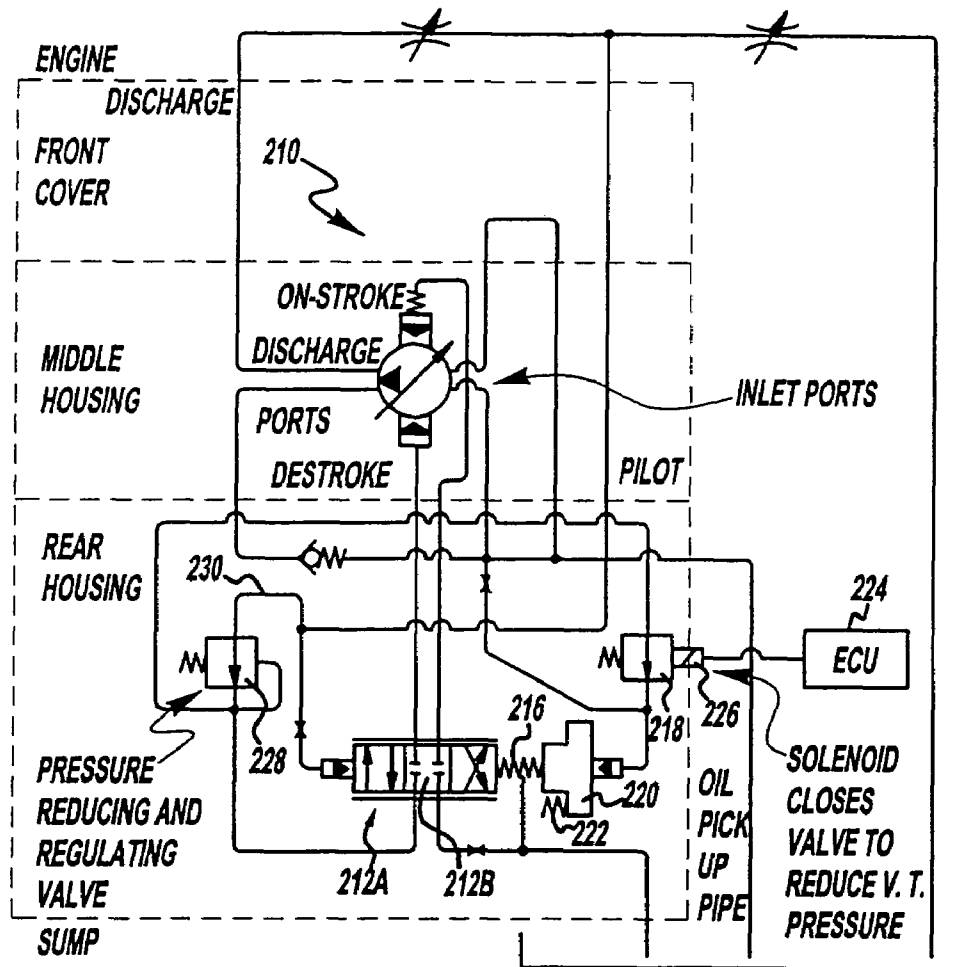 ENGINE
DISCHARGE
FRONT
COVER
210
ON-STROKE
DISCHARGE
MIDDLE
HOUSING
INLET PORTS
PORTS
DESTROKE
PILOT
REAR
HOUSING
230
224
ECU
216
218
226
228
220
222
PRESSURE
REDUCING AND
REGULATING
VALVE
212A
212B
OIL
PICK
UP
PIPE
SOLENOID
CLOSES
VALVE TO
REDUCE V. T.
PRESSURE
SUMP